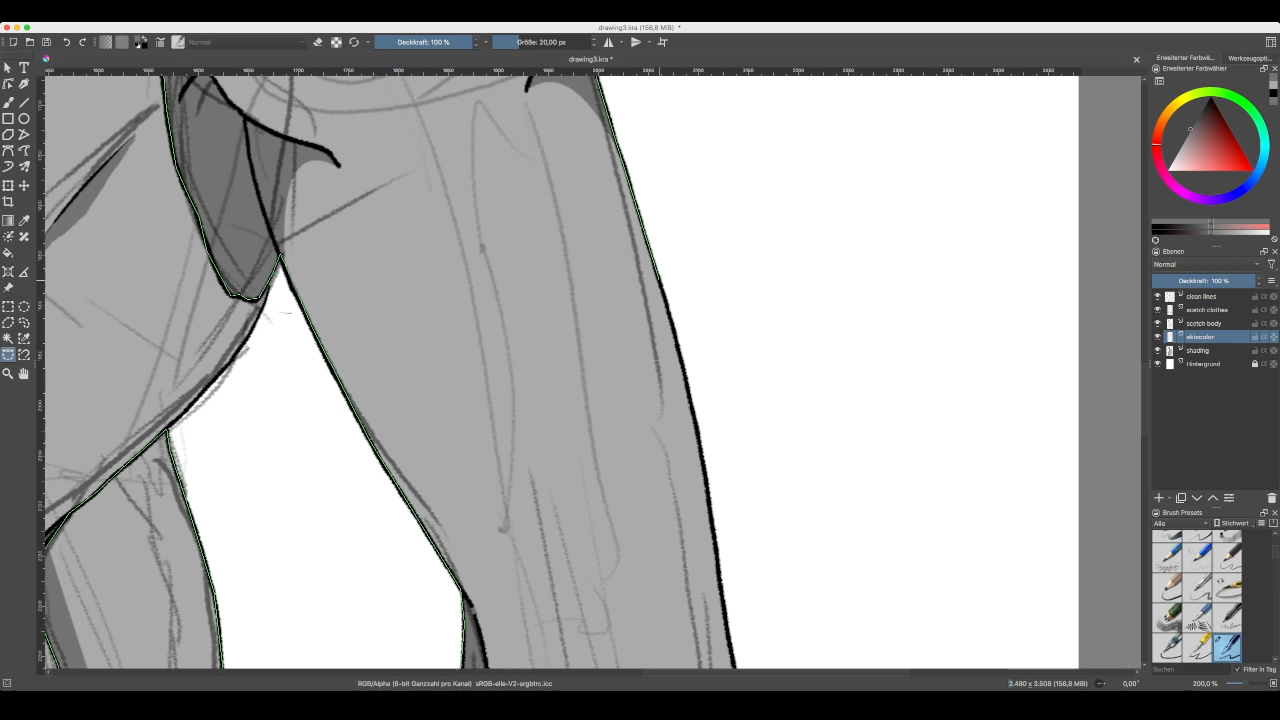 drawing3.kra (156,8 MiB) *
Normal
Deckkraft: 100 %
Größe: 20,00 px
drawing3.kra *
Erweiterter Farbwä...
Werkzeugopti...
Erweiterter Farbwähler
Ebenen
Normal
Deckkraft: 100 %
clean lines
scetch clothes
scetch body
skincolor
shading
Hintergrund
Brush Presets
Alle
Stichwort
Suchen
Filter in Tag
RGB/Alpha (8-bit Ganzzahl pro Kanal) sRGB-elle-V2-srgbtrc.icc
2.480 x 3.508 (156,8 MiB)
0,00°
200,0 %